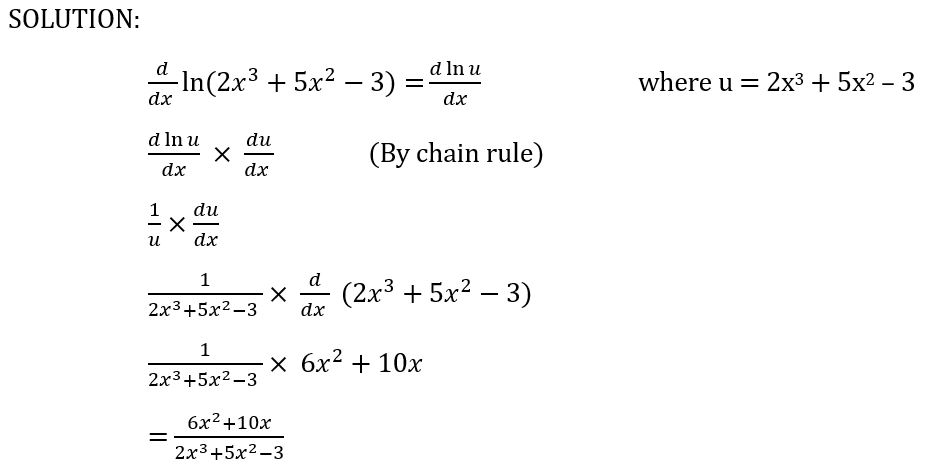 SOLUTION:
d/dx ln(2x³ + 5x² − 3) = d ln u/dx where u = 2x³ + 5x² – 3
d ln u/dx × du/dx (By chain rule)
1/u × du/dx
1/(2x³+5x²−3) × d/dx (2x³ + 5x² − 3)
1/(2x³+5x²−3) × 6x² + 10x
= (6x²+10x)/(2x³+5x²−3)